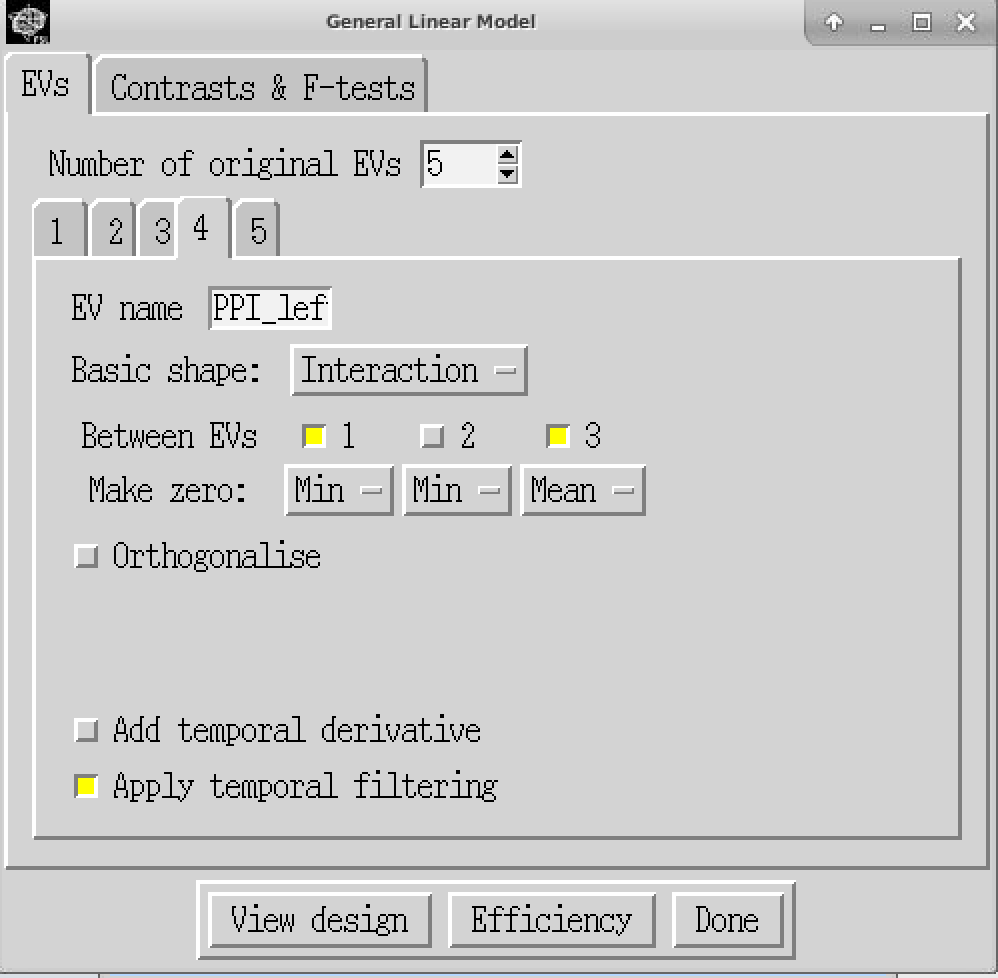 General Linear Model
EVs Contrasts & F-tests
Number of original EVs 5
1 2 3 4 5
EV name PPI_lef
Basic shape: Interaction
Between EVs 1 2 3
Make zero: Min Min Mean
Orthogonalise
Add temporal derivative
Apply temporal filtering
View design Efficiency Done